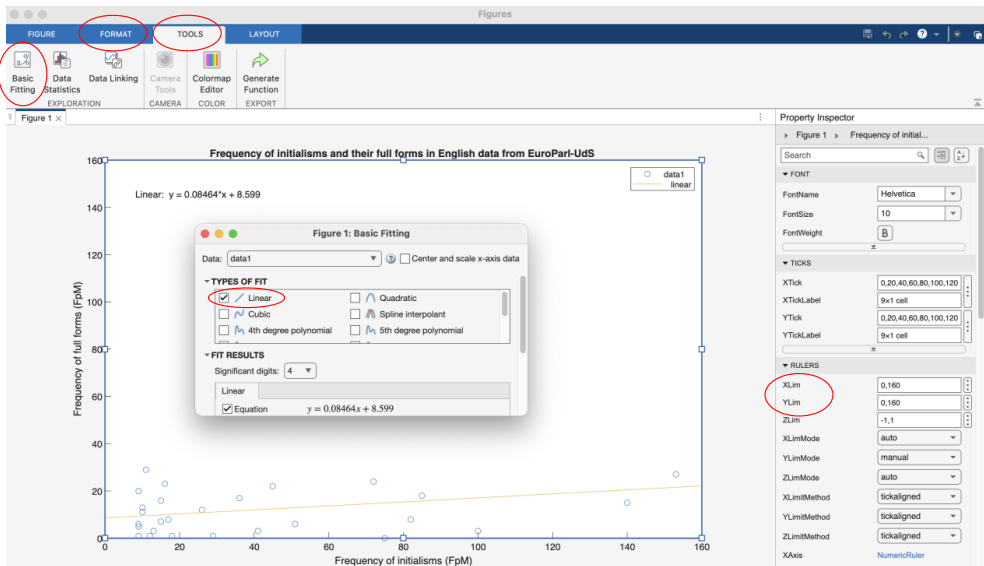 Figures
FIGURE FORMAT TOOLS LAYOUT
Basic Fitting
Data Statistics
Data Linking
Camera Tools
Colormap Editor
Generate Function
EXPLORATION CAMERA COLOR EXPORT
Figure 1
Property Inspector
Figure 1 Frequency of initial...
Search
FONT
FontName Helvetica
FontSize 10
FontWeight B
TICKS
XTick 0,20,40,60,80,100,120
XTickLabel 9×1 cell
YTick 0,20,40,60,80,100,120
YTickLabel 9×1 cell
RULERS
XLim 0,160
YLim 0,160
ZLim -1,1
XLimMode auto
YLimMode manual
ZLimMode auto
XLimitMethod tickaligned
YLimitMethod tickaligned
ZLimitMethod tickaligned
XAxis NumericRuler
Frequency of initialisms and their full forms in English data from EuroParl-UdS
data1
linear
Linear: y = 0.08464*x + 8.599
Figure 1: Basic Fitting
Data: data1 Center and scale x-axis data
TYPES OF FIT
Linear Quadratic
Cubic Spline interpolant
4th degree polynomial 5th degree polynomial
FIT RESULTS
Significant digits: 4
Linear
Equation y = 0.08464x + 8.599
Frequency of full forms (FpM)
160
140
120
100
80
60
40
20
0
0 20 40 60 80 100 120 140 160
Frequency of initialisms (FpM)